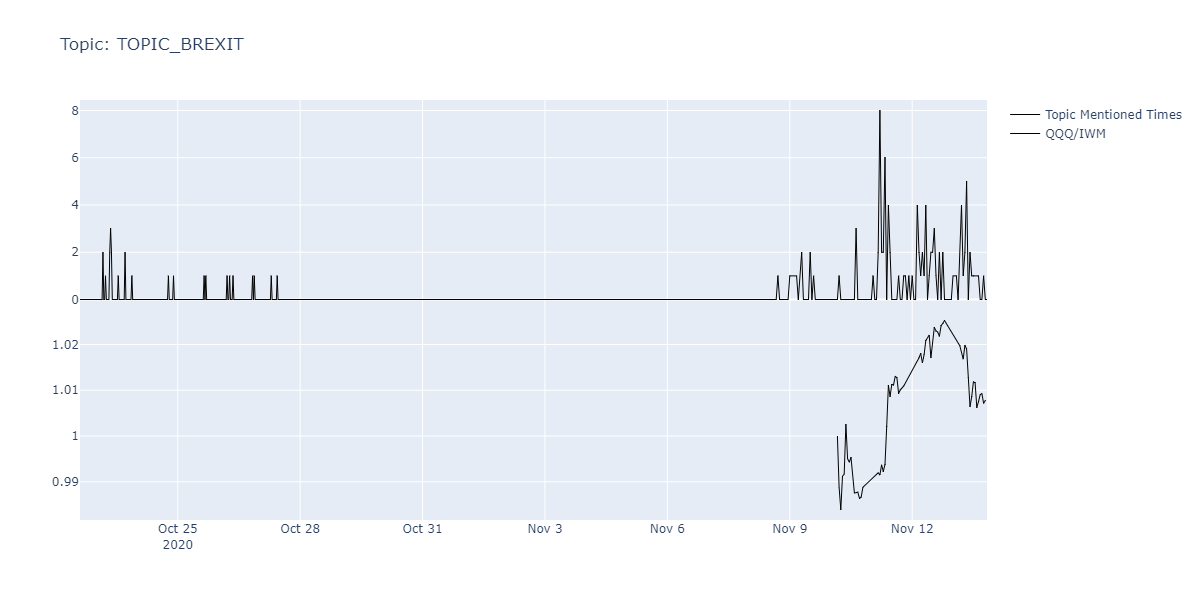 Topic: TOPIC_BREXIT
8
6
4
2
0
1.02
1.01
1
0.99
Oct 25
2020
Oct 28
Oct 31
Nov 3
Nov 6
Nov 9
Nov 12
Topic Mentioned Times
QQQ/IWM